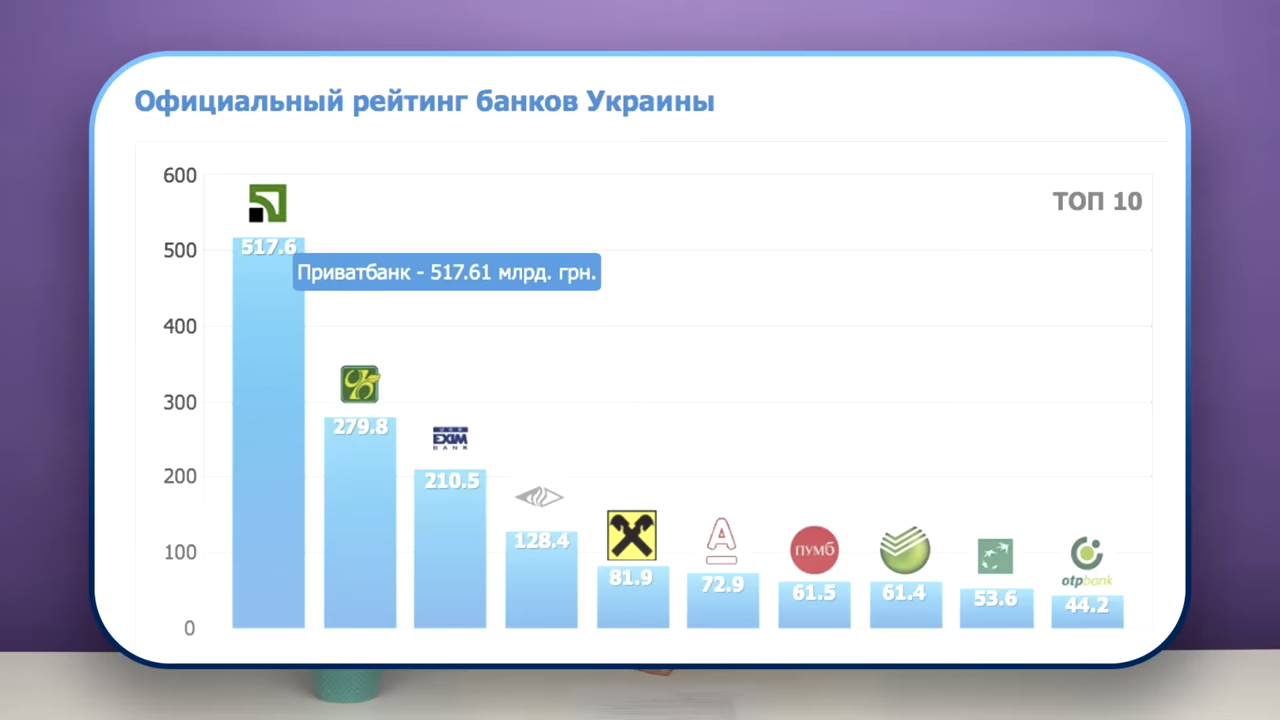 Официальный рейтинг банков Украины
ТОП 10
600
500
400
300
200
100
0
517.6
Приватбанк - 517.61 млрд. грн.
279.8
EXIM
BANK
210.5
128.4
81.9
А
72.9
ПУМБ
61.5
61.4
53.6
otpbank
44.2